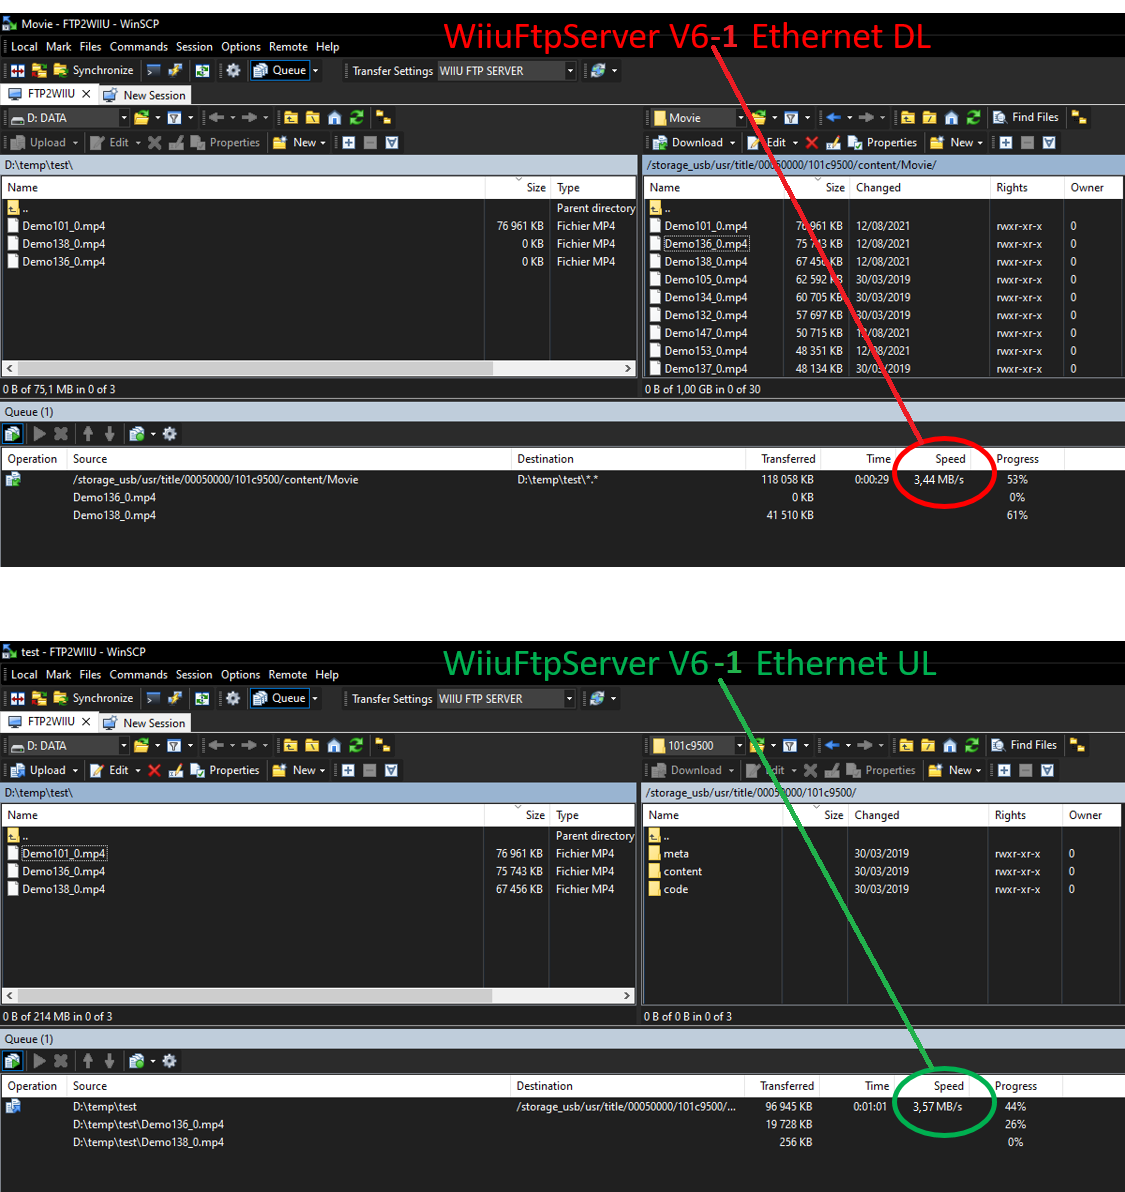 Movie - FTP2WIIU - WinSCP
WiiuFtpServer V6-1 Ethernet DL
Local Mark Files Commands Session Options Remote Help
Synchronize Queue Transfer Settings WIIU FTP SERVER
FTP2WIIU X New Session
D: DATA Movie Find Files
Upload Edit Properties New Download Edit Properties New
D:\temp\test\ /storage_usb/usr/title/00050000/101c9500/content/Movie/
Name Size Type Name Size Changed Rights Owner
.. Parent directory ..
Demo101_0.mp4 76 961 KB Fichier MP4 Demo101_0.mp4 76 961 KB 12/08/2021 rwxr-xr-x 0
Demo138_0.mp4 0 KB Fichier MP4 Demo136_0.mp4 75 743 KB 12/08/2021 rwxr-xr-x 0
Demo136_0.mp4 0 KB Fichier MP4 Demo138_0.mp4 67 456 KB 12/08/2021 rwxr-xr-x 0
Demo105_0.mp4 62 592 KB 30/03/2019 rwxr-xr-x 0
Demo134_0.mp4 60 705 KB 30/03/2019 rwxr-xr-x 0
Demo132_0.mp4 57 697 KB 30/03/2019 rwxr-xr-x 0
Demo147_0.mp4 50 715 KB 12/08/2021 rwxr-xr-x 0
Demo153_0.mp4 48 351 KB 12/08/2021 rwxr-xr-x 0
Demo137_0.mp4 48 134 KB 30/03/2019 rwxr-xr-x 0
0 B of 75,1 MB in 0 of 3 0 B of 1,00 GB in 0 of 30
Queue (1)
Operation Source Destination Transferred Time Speed Progress
/storage_usb/usr/title/00050000/101c9500/content/Movie D:\temp\test\*.* 118 058 KB 0:00:29 3,44 MB/s 53%
Demo136_0.mp4 0 KB 0%
Demo138_0.mp4 41 510 KB 61%
test - FTP2WIIU - WinSCP
WiiuFtpServer V6-1 Ethernet UL
Local Mark Files Commands Session Options Remote Help
Synchronize Queue Transfer Settings WIIU FTP SERVER
FTP2WIIU X New Session
D: DATA 101c9500 Find Files
Upload Edit Properties New Download Edit Properties New
D:\temp\test\ /storage_usb/usr/title/00050000/101c9500/
Name Size Type Name Size Changed Rights Owner
.. Parent directory ..
Demo101_0.mp4 76 961 KB Fichier MP4 meta 30/03/2019 rwxr-xr-x 0
Demo136_0.mp4 75 743 KB Fichier MP4 content 30/03/2019 rwxr-xr-x 0
Demo138_0.mp4 67 456 KB Fichier MP4 code 30/03/2019 rwxr-xr-x 0
0 B of 214 MB in 0 of 3 0 B of 0 B in 0 of 3
Queue (1)
Operation Source Destination Transferred Time Speed Progress
D:\temp\test /storage_usb/usr/title/00050000/101c9500/... 96 945 KB 0:01:01 3,57 MB/s 44%
D:\temp\test\Demo136_0.mp4 19 728 KB 26%
D:\temp\test\Demo138_0.mp4 256 KB 0%